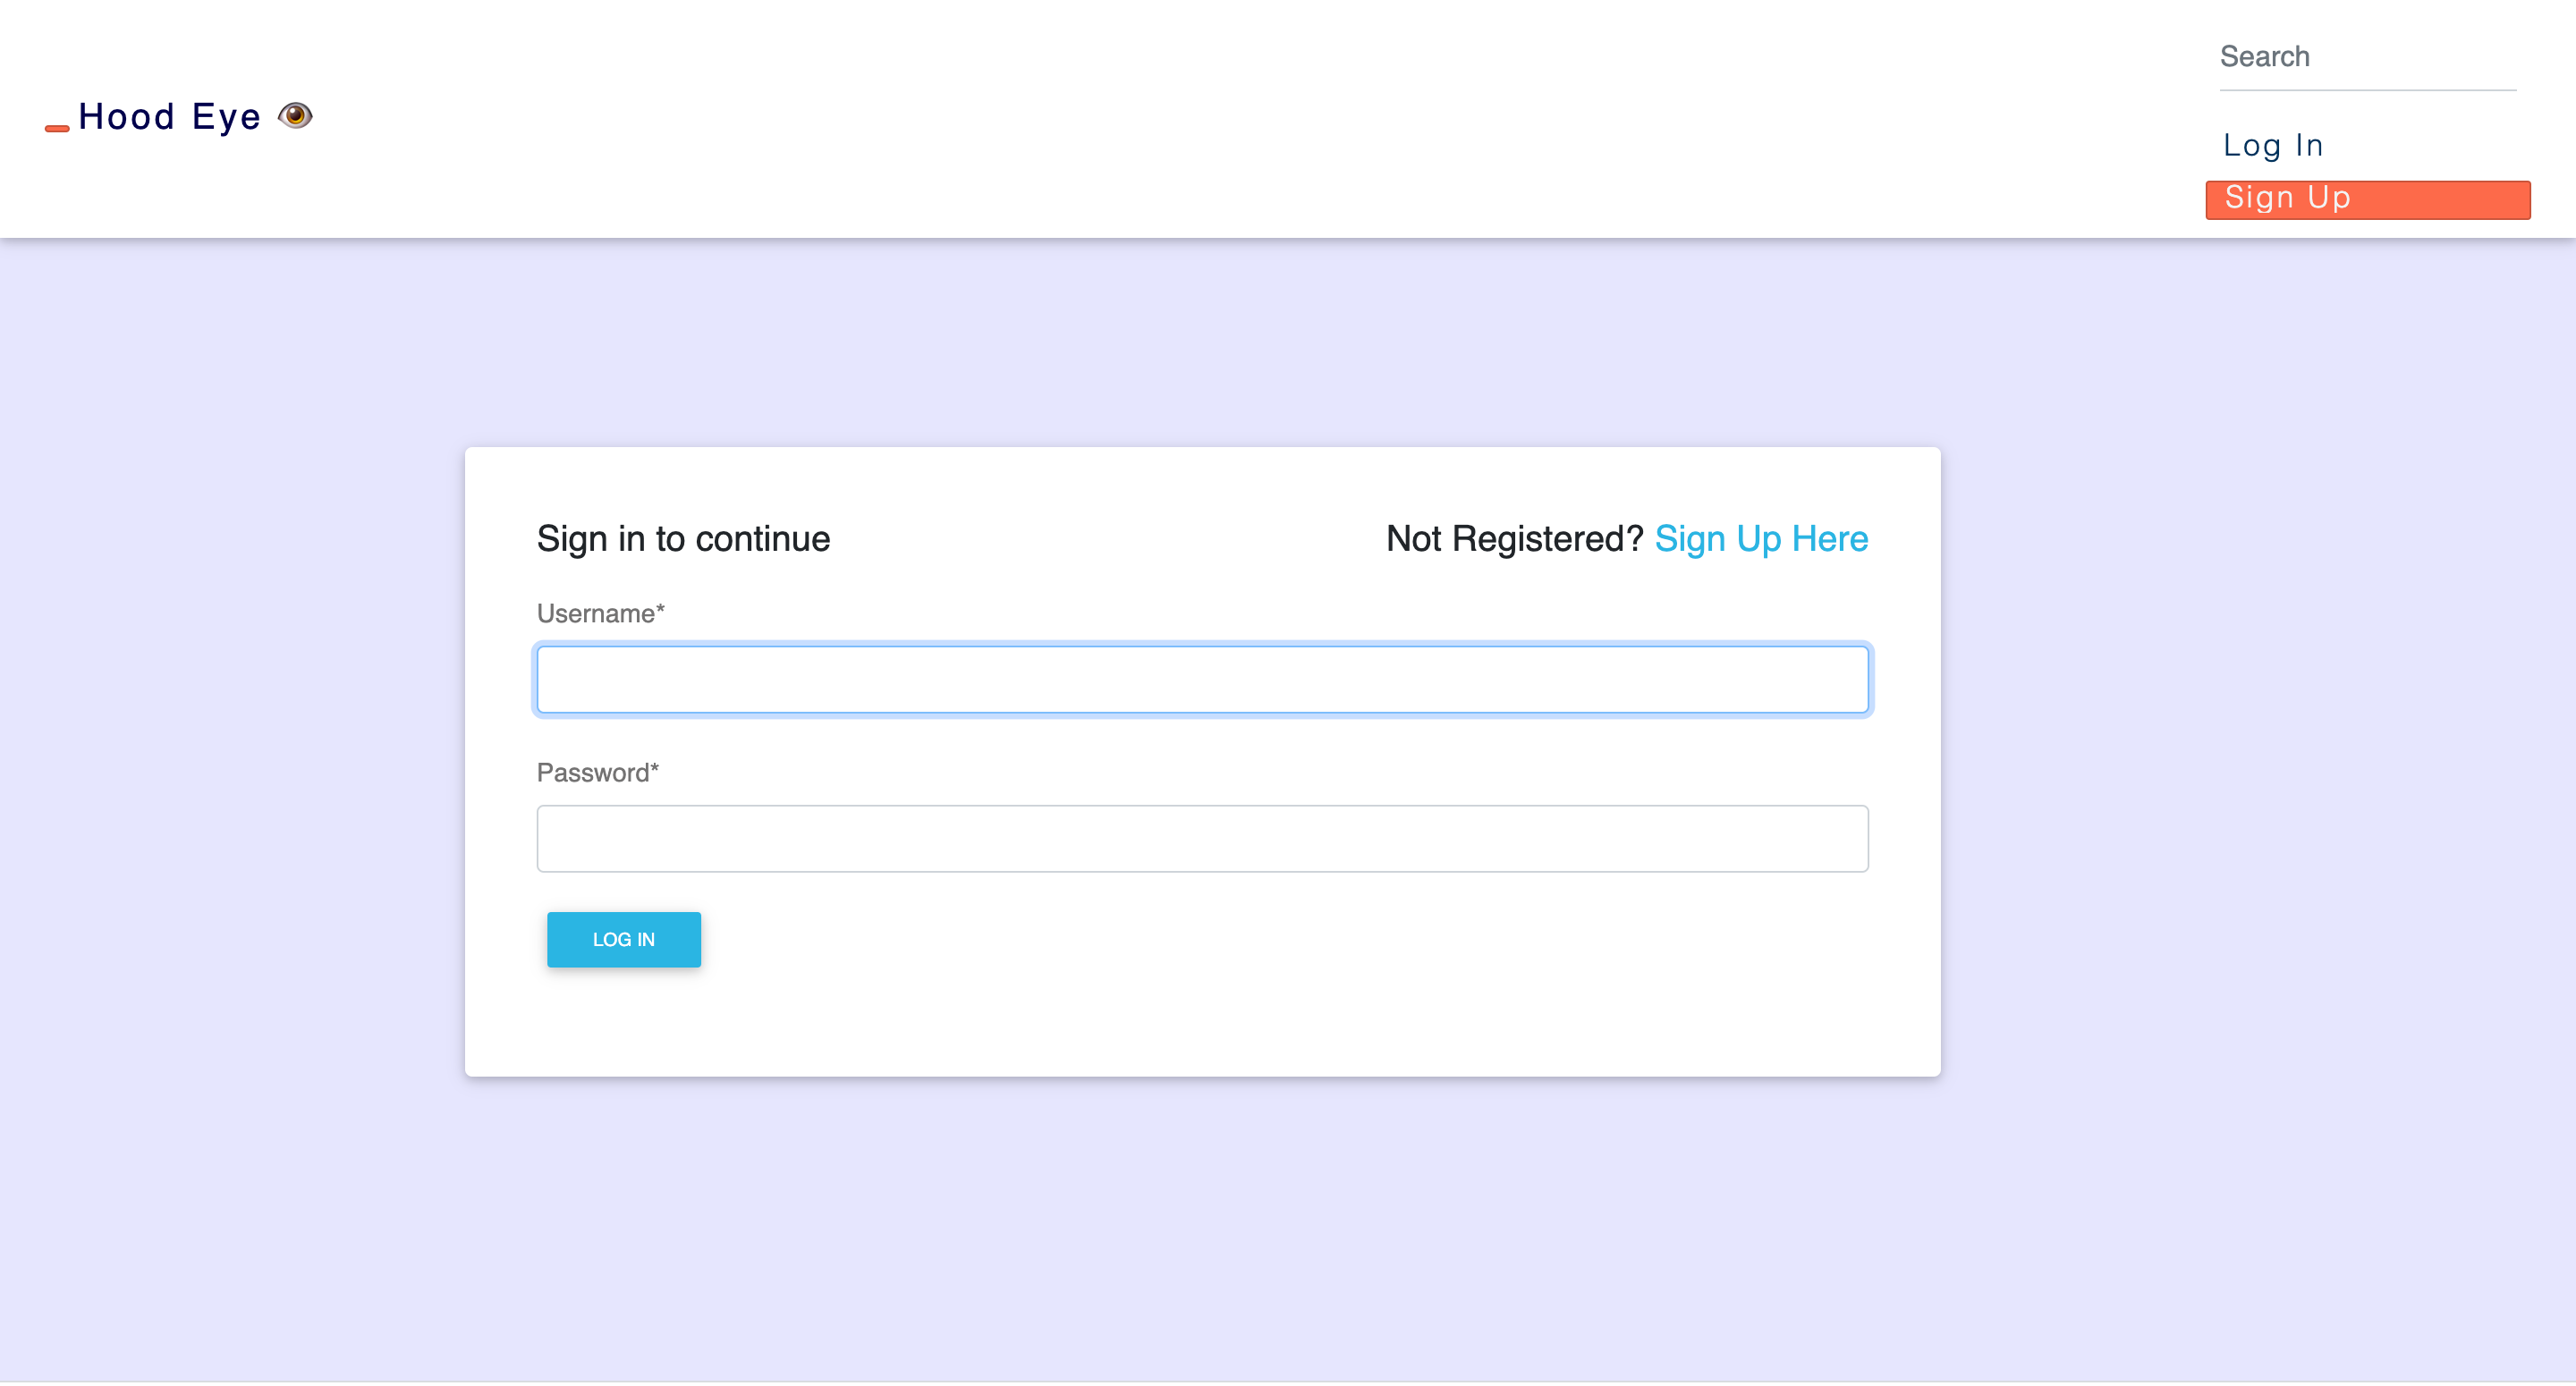 Search
Hood Eye 👁️
Log In
Sign Up
Sign in to continue
Not Registered? Sign Up Here
Username*
Password*
LOG IN